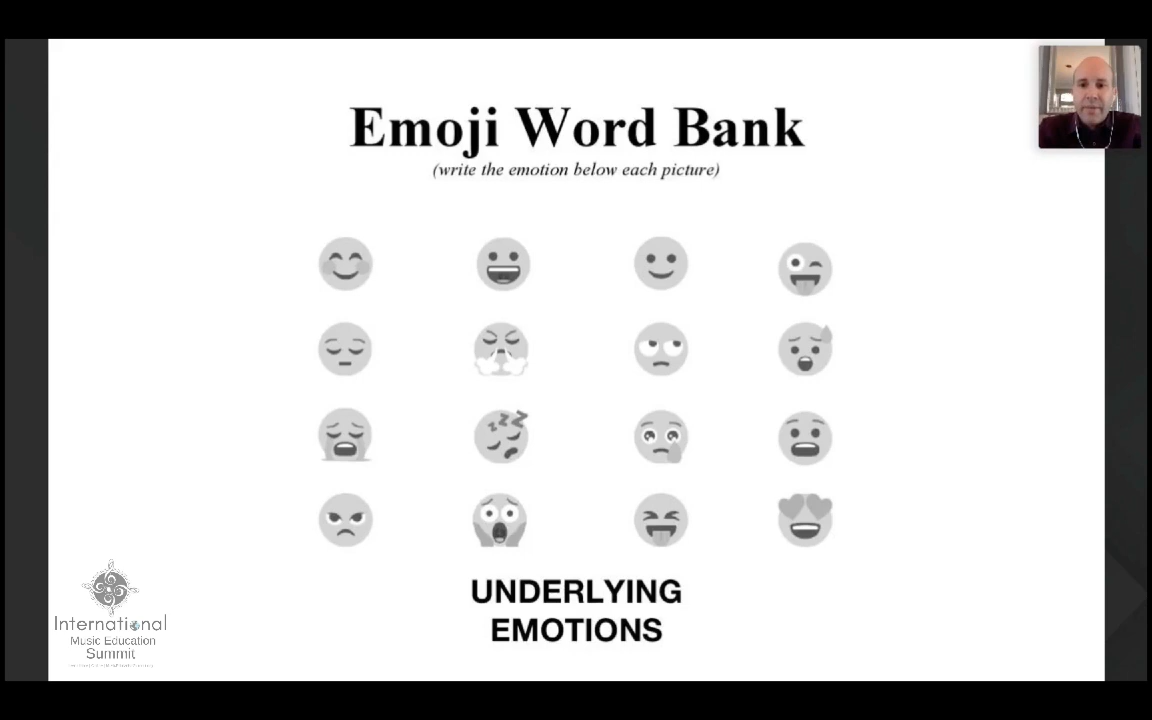 Emoji Word Bank
(write the emotion below each picture)
UNDERLYING
EMOTIONS
International
Music Education
Summit